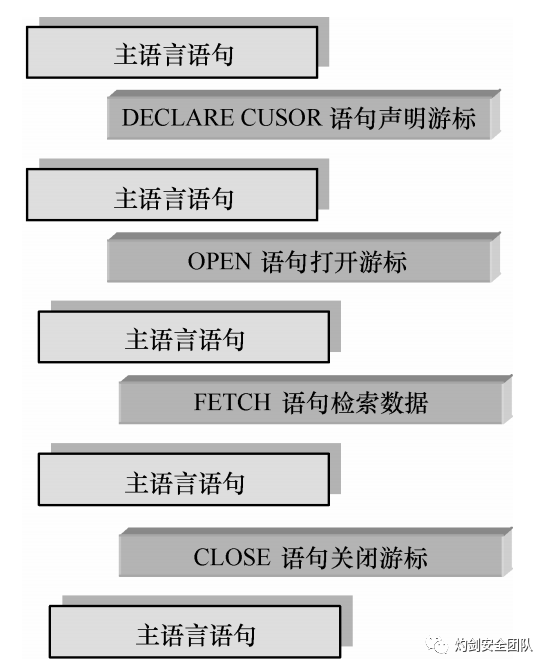 主语言语句
DECLARE CUSOR 语句声明游标
主语言语句
OPEN 语句打开游标
主语言语句
FETCH 语句检索数据
主语言语句
CLOSE 语句关闭游标
主语言语句
灼剑安全团队